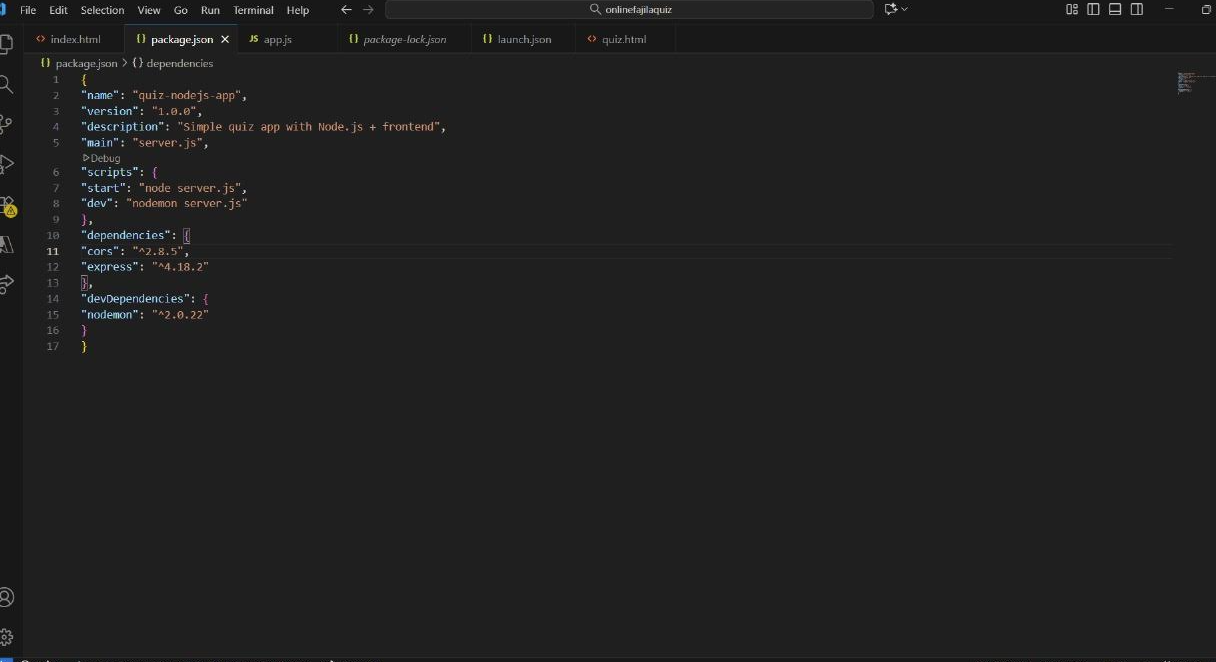 File Edit Selection View Go Run Terminal Help onlinefajilaquiz
index.html package.json app.js package-lock.json launch.json quiz.html
package.json > {} dependencies
1 {
2 "name": "quiz-nodejs-app",
3 "version": "1.0.0",
4 "description": "Simple quiz app with Node.js + frontend",
5 "main": "server.js",
Debug
6 "scripts": {
7 "start": "node server.js",
8 "dev": "nodemon server.js"
9 },
10 "dependencies": {
11 "cors": "^2.8.5",
12 "express": "^4.18.2"
13 },
14 "devDependencies": {
15 "nodemon": "^2.0.22"
16 }
17 }